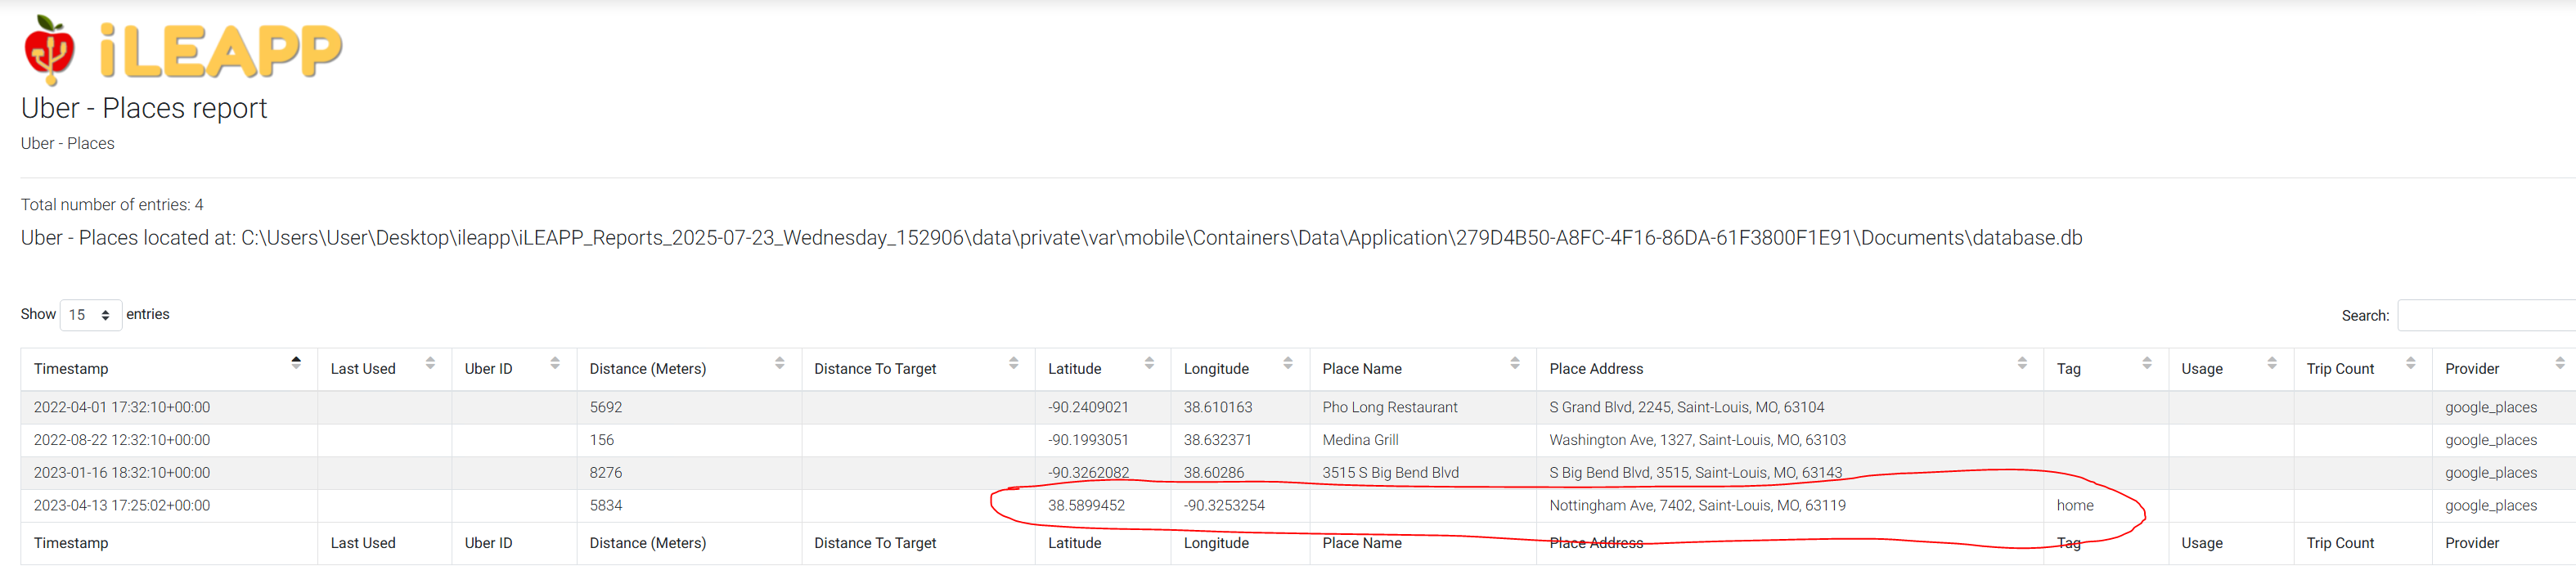 iLEAPP
Uber - Places report
Uber - Places
Total number of entries: 4
Uber - Places located at: C:\Users\User\Desktop\ileapp\iLEAPP_Reports_2025-07-23_Wednesday_152906\data\private\var\mobile\Containers\Data\Application\279D4B50-A8FC-4F16-86DA-61F3800F1E91\Documents\database.db
Show 15 entries Search:
Timestamp Last Used Uber ID Distance (Meters) Distance To Target Latitude Longitude Place Name Place Address Tag Usage Trip Count Provider
2022-04-01 17:32:10+00:00 5692 -90.2409021 38.610163 Pho Long Restaurant S Grand Blvd, 2245, Saint-Louis, MO, 63104 google_places
2022-08-22 12:32:10+00:00 156 -90.1993051 38.632371 Medina Grill Washington Ave, 1327, Saint-Louis, MO, 63103 google_places
2023-01-16 18:32:10+00:00 8276 -90.3262082 38.60286 3515 S Big Bend Blvd S Big Bend Blvd, 3515, Saint-Louis, MO, 63143 google_places
2023-04-13 17:25:02+00:00 5834 38.5899452 -90.3253254 Nottingham Ave, 7402, Saint-Louis, MO, 63119 home google_places
Timestamp Last Used Uber ID Distance (Meters) Distance To Target Latitude Longitude Place Name Place Address Tag Usage Trip Count Provider